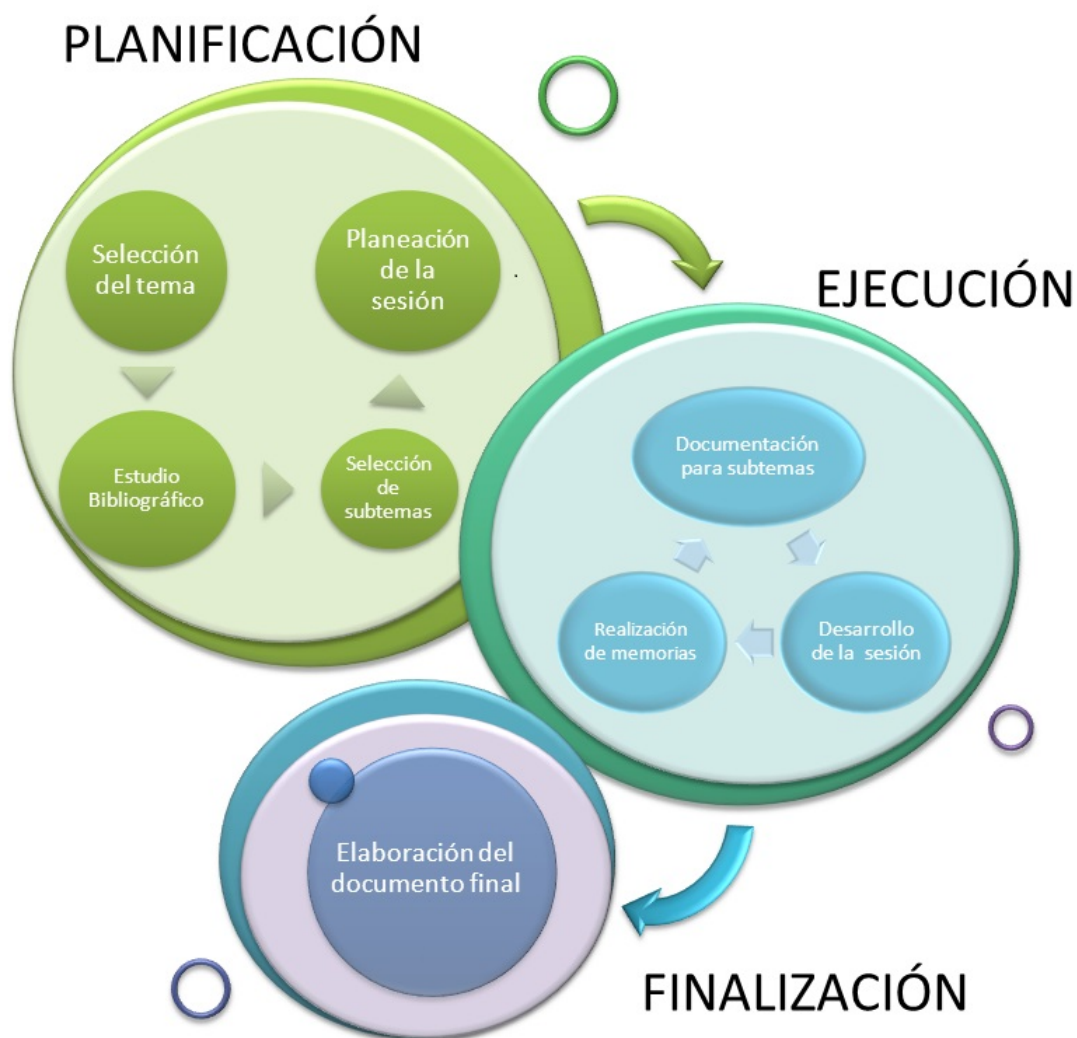 PLANIFICACIÓN
Selección
del tema
Planeación
de la
sesión
Estudio
Bibliográfico
Selección
de
subtemas
EJECUCIÓN
Documentación
para subtemas
Realización
de memorias
Desarrollo
de la sesión
Elaboración del
documento final
FINALIZACIÓN